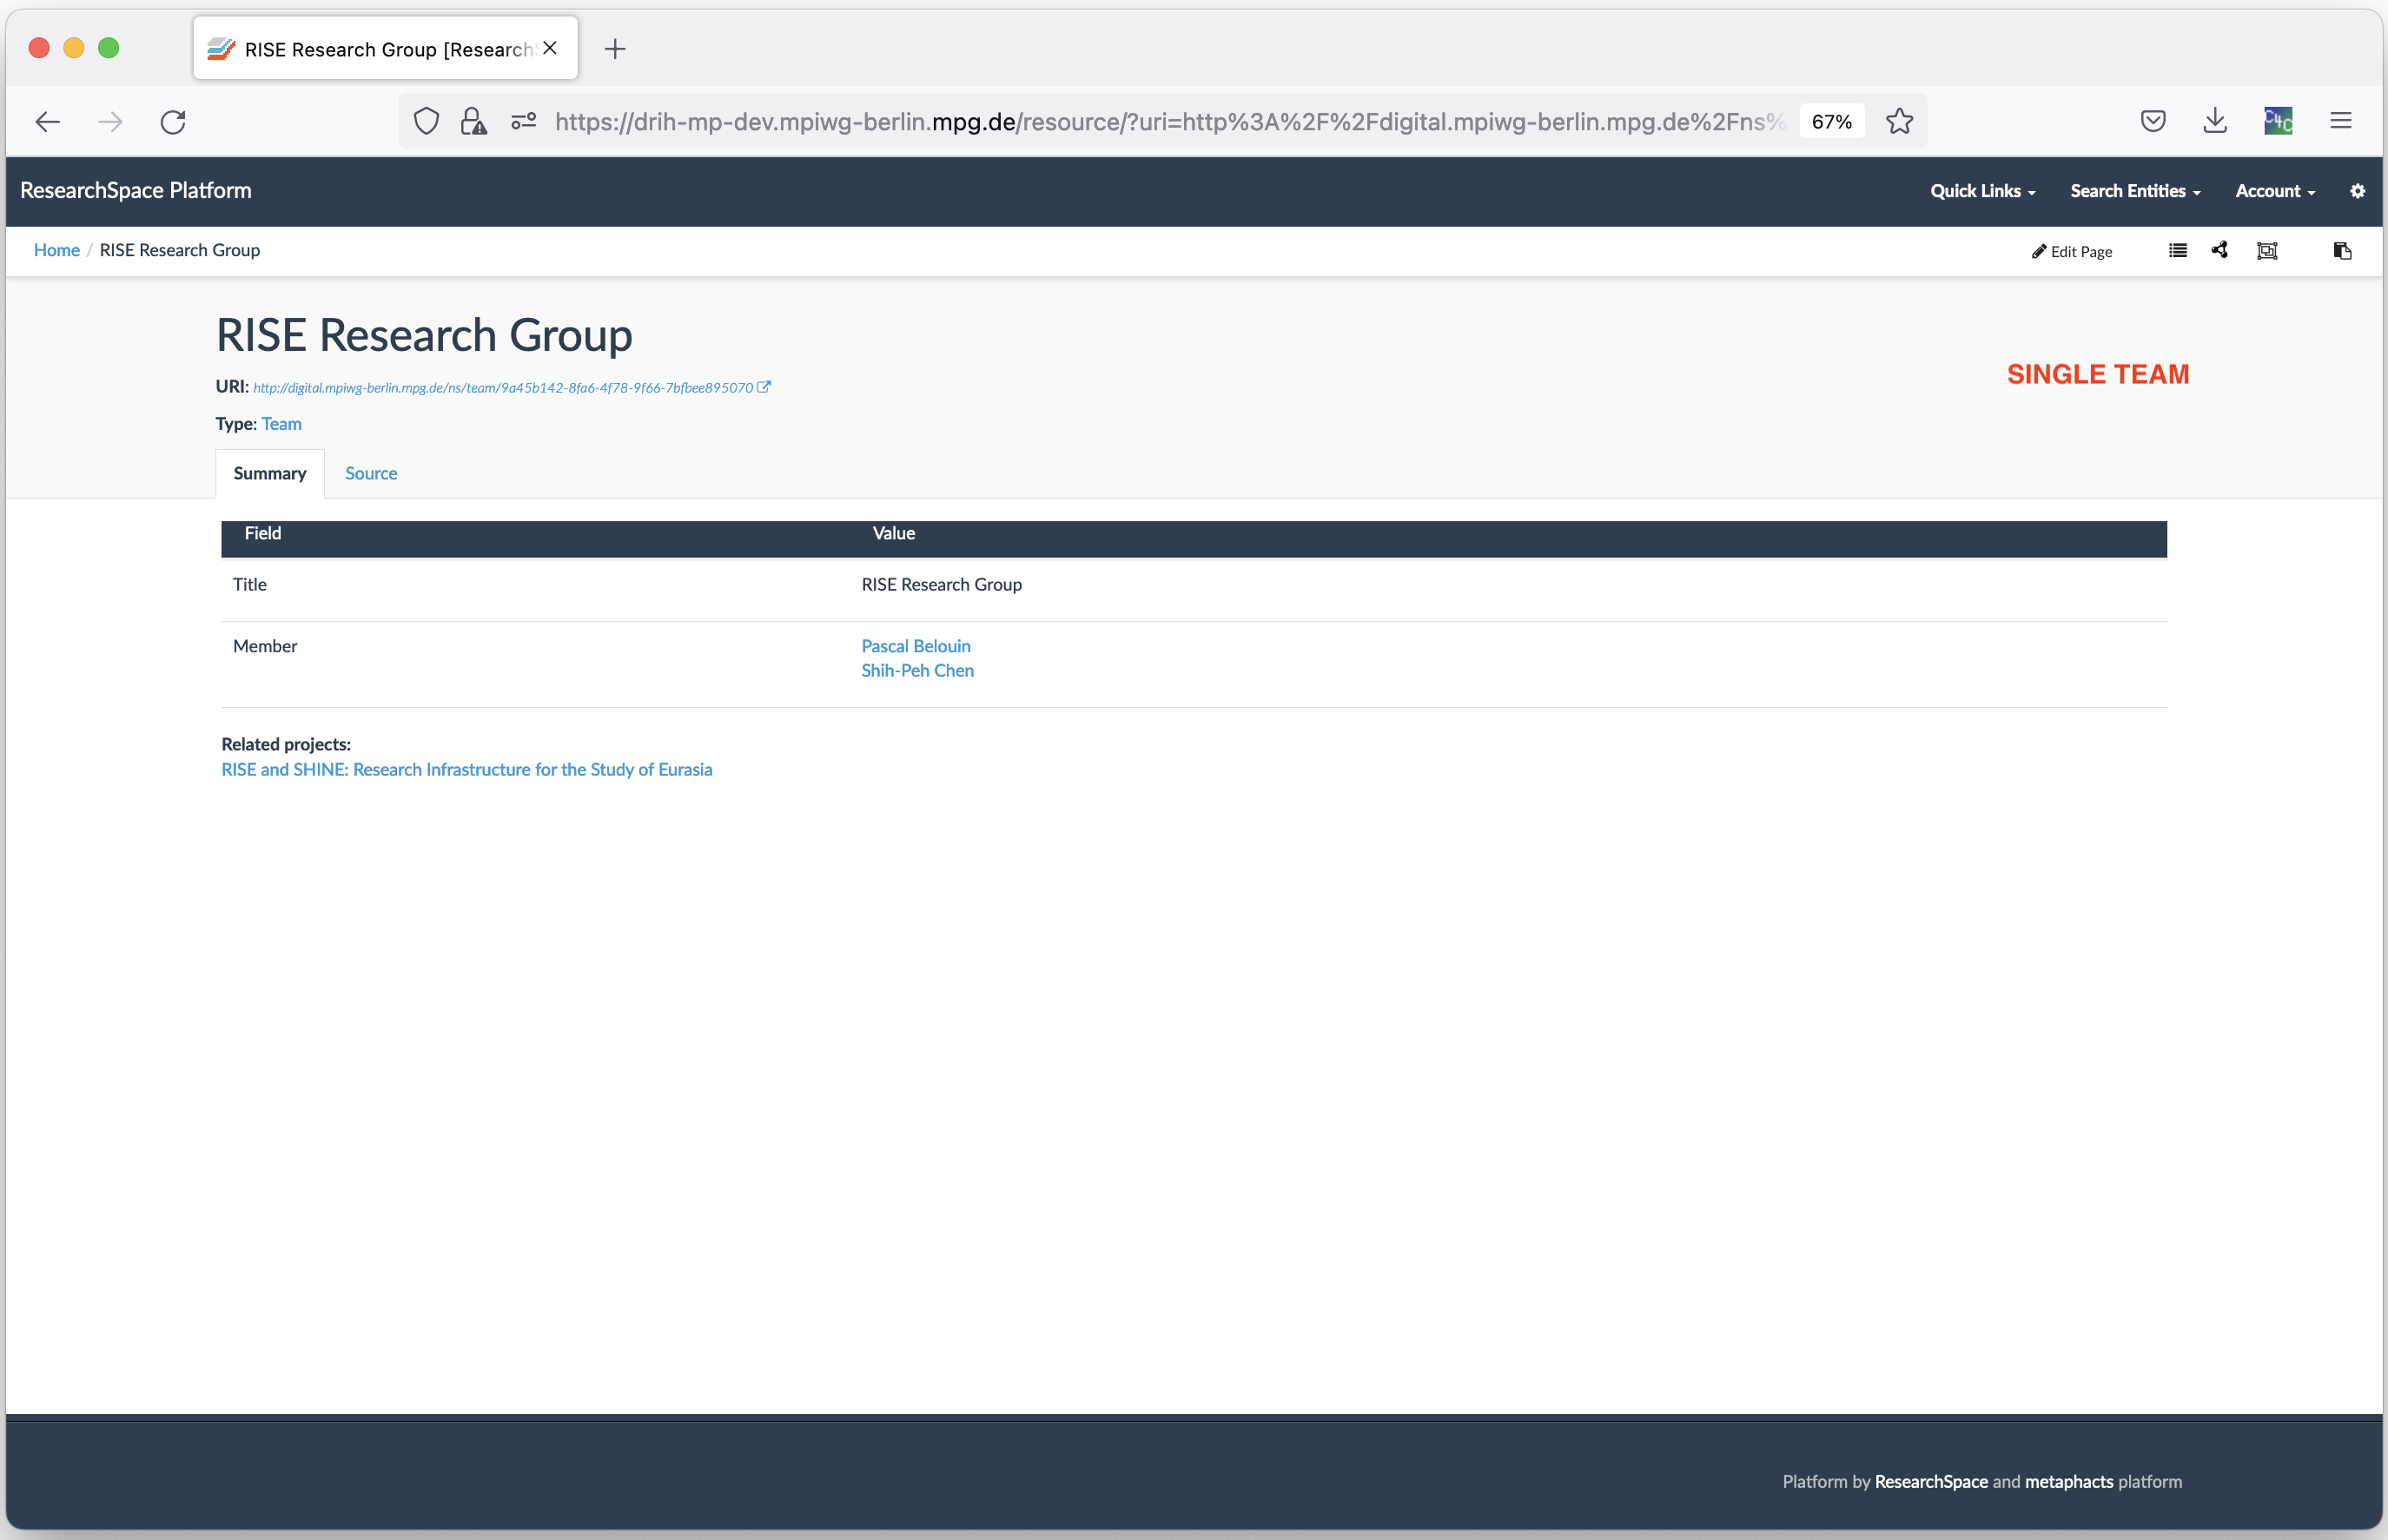 RISE Research Group [Research
https://drih-mp-dev.mpiwg-berlin.mpg.de/resource/?uri=http%3A%2F%2Fdigital.mpiwg-berlin.mpg.de%2Fns%
67%
C4C
ResearchSpace Platform
Quick Links
Search Entities
Account
Home / RISE Research Group
Edit Page
RISE Research Group
URI: http://digital.mpiwg-berlin.mpg.de/ns/team/9a45b142-8fa6-4f78-9f66-7bfbee895070
SINGLE TEAM
Type: Team
Summary
Source
Field
Value
Title
RISE Research Group
Member
Pascal Belouin
Shih-Peh Chen
Related projects:
RISE and SHINE: Research Infrastructure for the Study of Eurasia
Platform by ResearchSpace and metaphacts platform